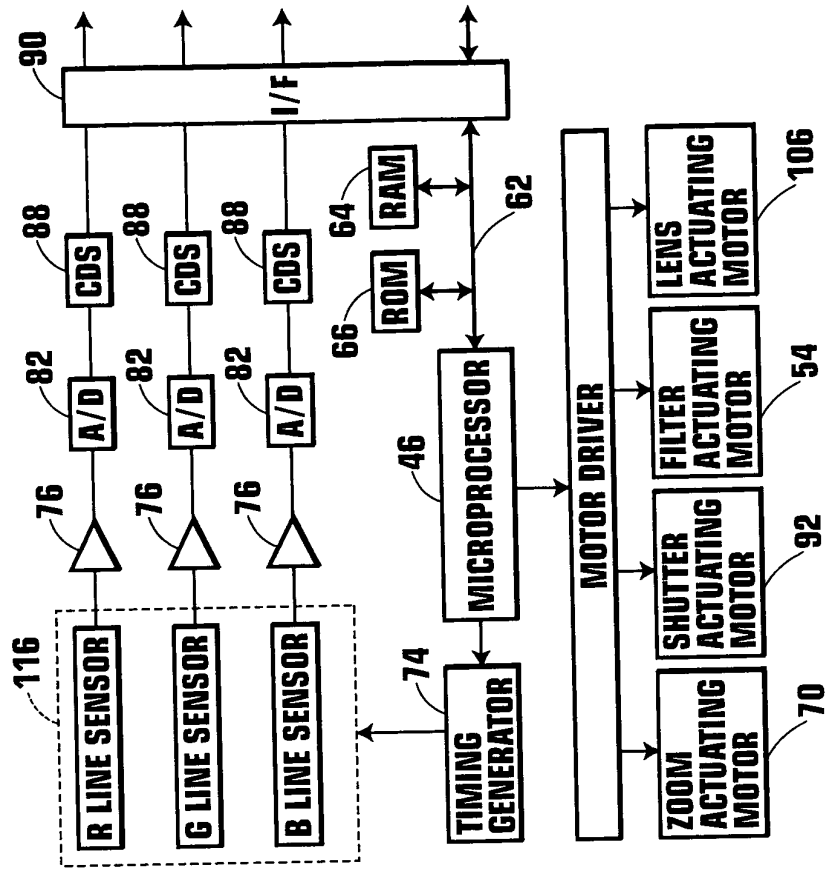 116
R LINE SENSOR
G LINE SENSOR
B LINE SENSOR
76
76
76
82
A/D
82
A/D
82
A/D
88
CDS
88
CDS
88
CDS
90
I/F
74
TIMING
GENERATOR
46
MICROPROCESSOR
66
ROM
64
RAM
62
MOTOR DRIVER
ZOOM
ACTUATING
MOTOR
70
SHUTTER
ACTUATING
MOTOR
92
FILTER
ACTUATING
MOTOR
54
LENS
ACTUATING
MOTOR
106